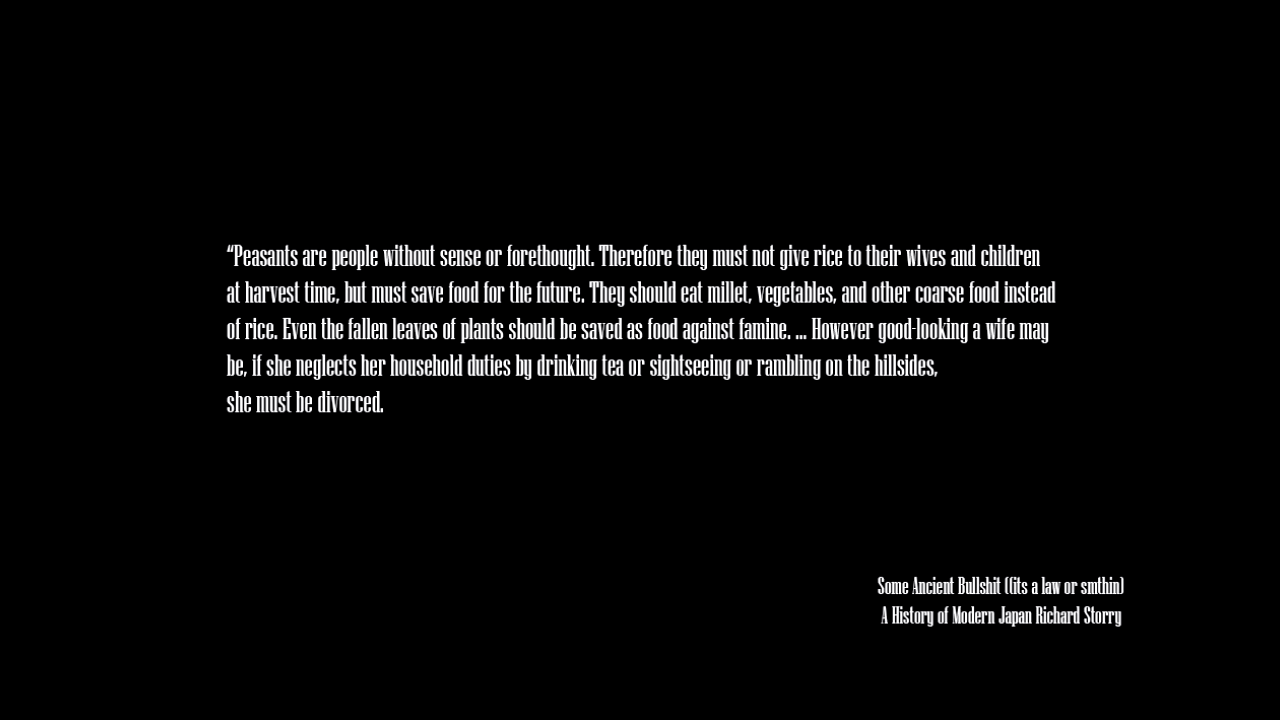 “Peasants are people without sense or forethought. Therefore they must not give rice to their wives and children
at harvest time, but must save food for the future. They should eat millet, vegetables, and other coarse food instead
of rice. Even the fallen leaves of plants should be saved as food against famine. ... However good-looking a wife may
be, if she neglects her household duties by drinking tea or sightseeing or rambling on the hillsides,
she must be divorced.
Some Ancient Bullshit ((its a law or smthin)
A History of Modern Japan Richard Storry